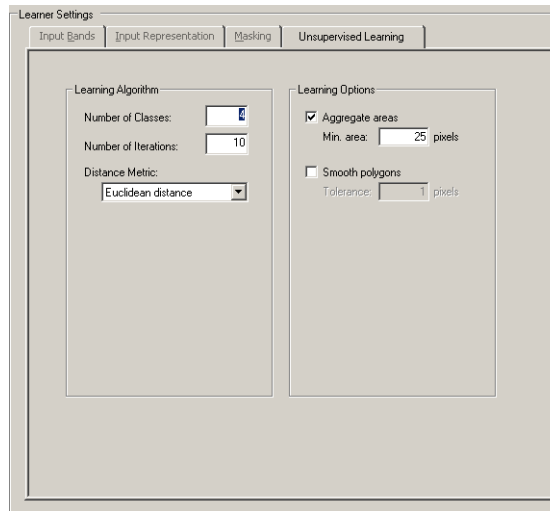 Learner Settings
Input Bands
Input Representation
Masking
Unsupervised Learning
Learning Algorithm
Number of Classes: 4
Number of Iterations: 10
Distance Metric:
Euclidean distance
Learning Options
Aggregate areas
Min. area: 25 pixels
Smooth polygons
Tolerance: 1 pixels